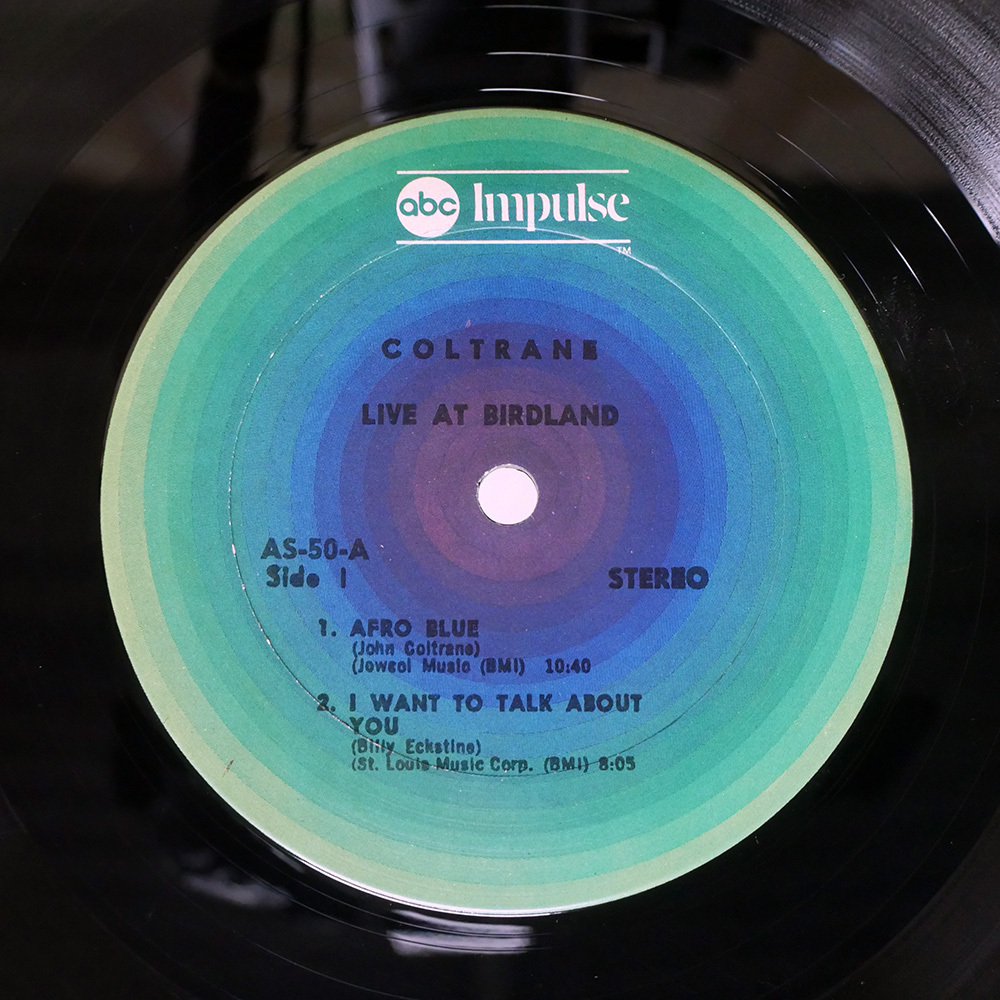 abc Impulse
TM
COLTRANE
LIVE AT BIRDLAND
AS-50-A
Side 1
STEREO
1. AFRO BLUE
(John Coltrane)
(Jowcol Music (BMI) 10:40
2. I WANT TO TALK ABOUT
YOU
(Billy Eckstine)
(St. Louis Music Corp. (BMI) 8:05